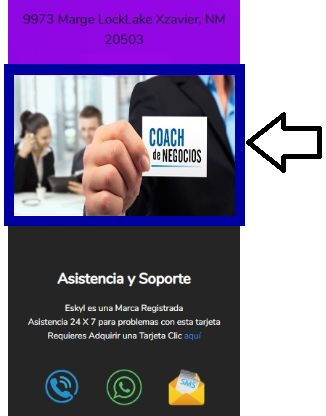 9973 Marge LockLake Xzavier, NM
20503
COACH
de NEGOCIOS
Asistencia y Soporte
Eskyl es una Marca Registrada
Asistencia 24 X 7 para problemas con esta tarjeta
Requieres Adquirir una Tarjeta Clic aquí
SMS